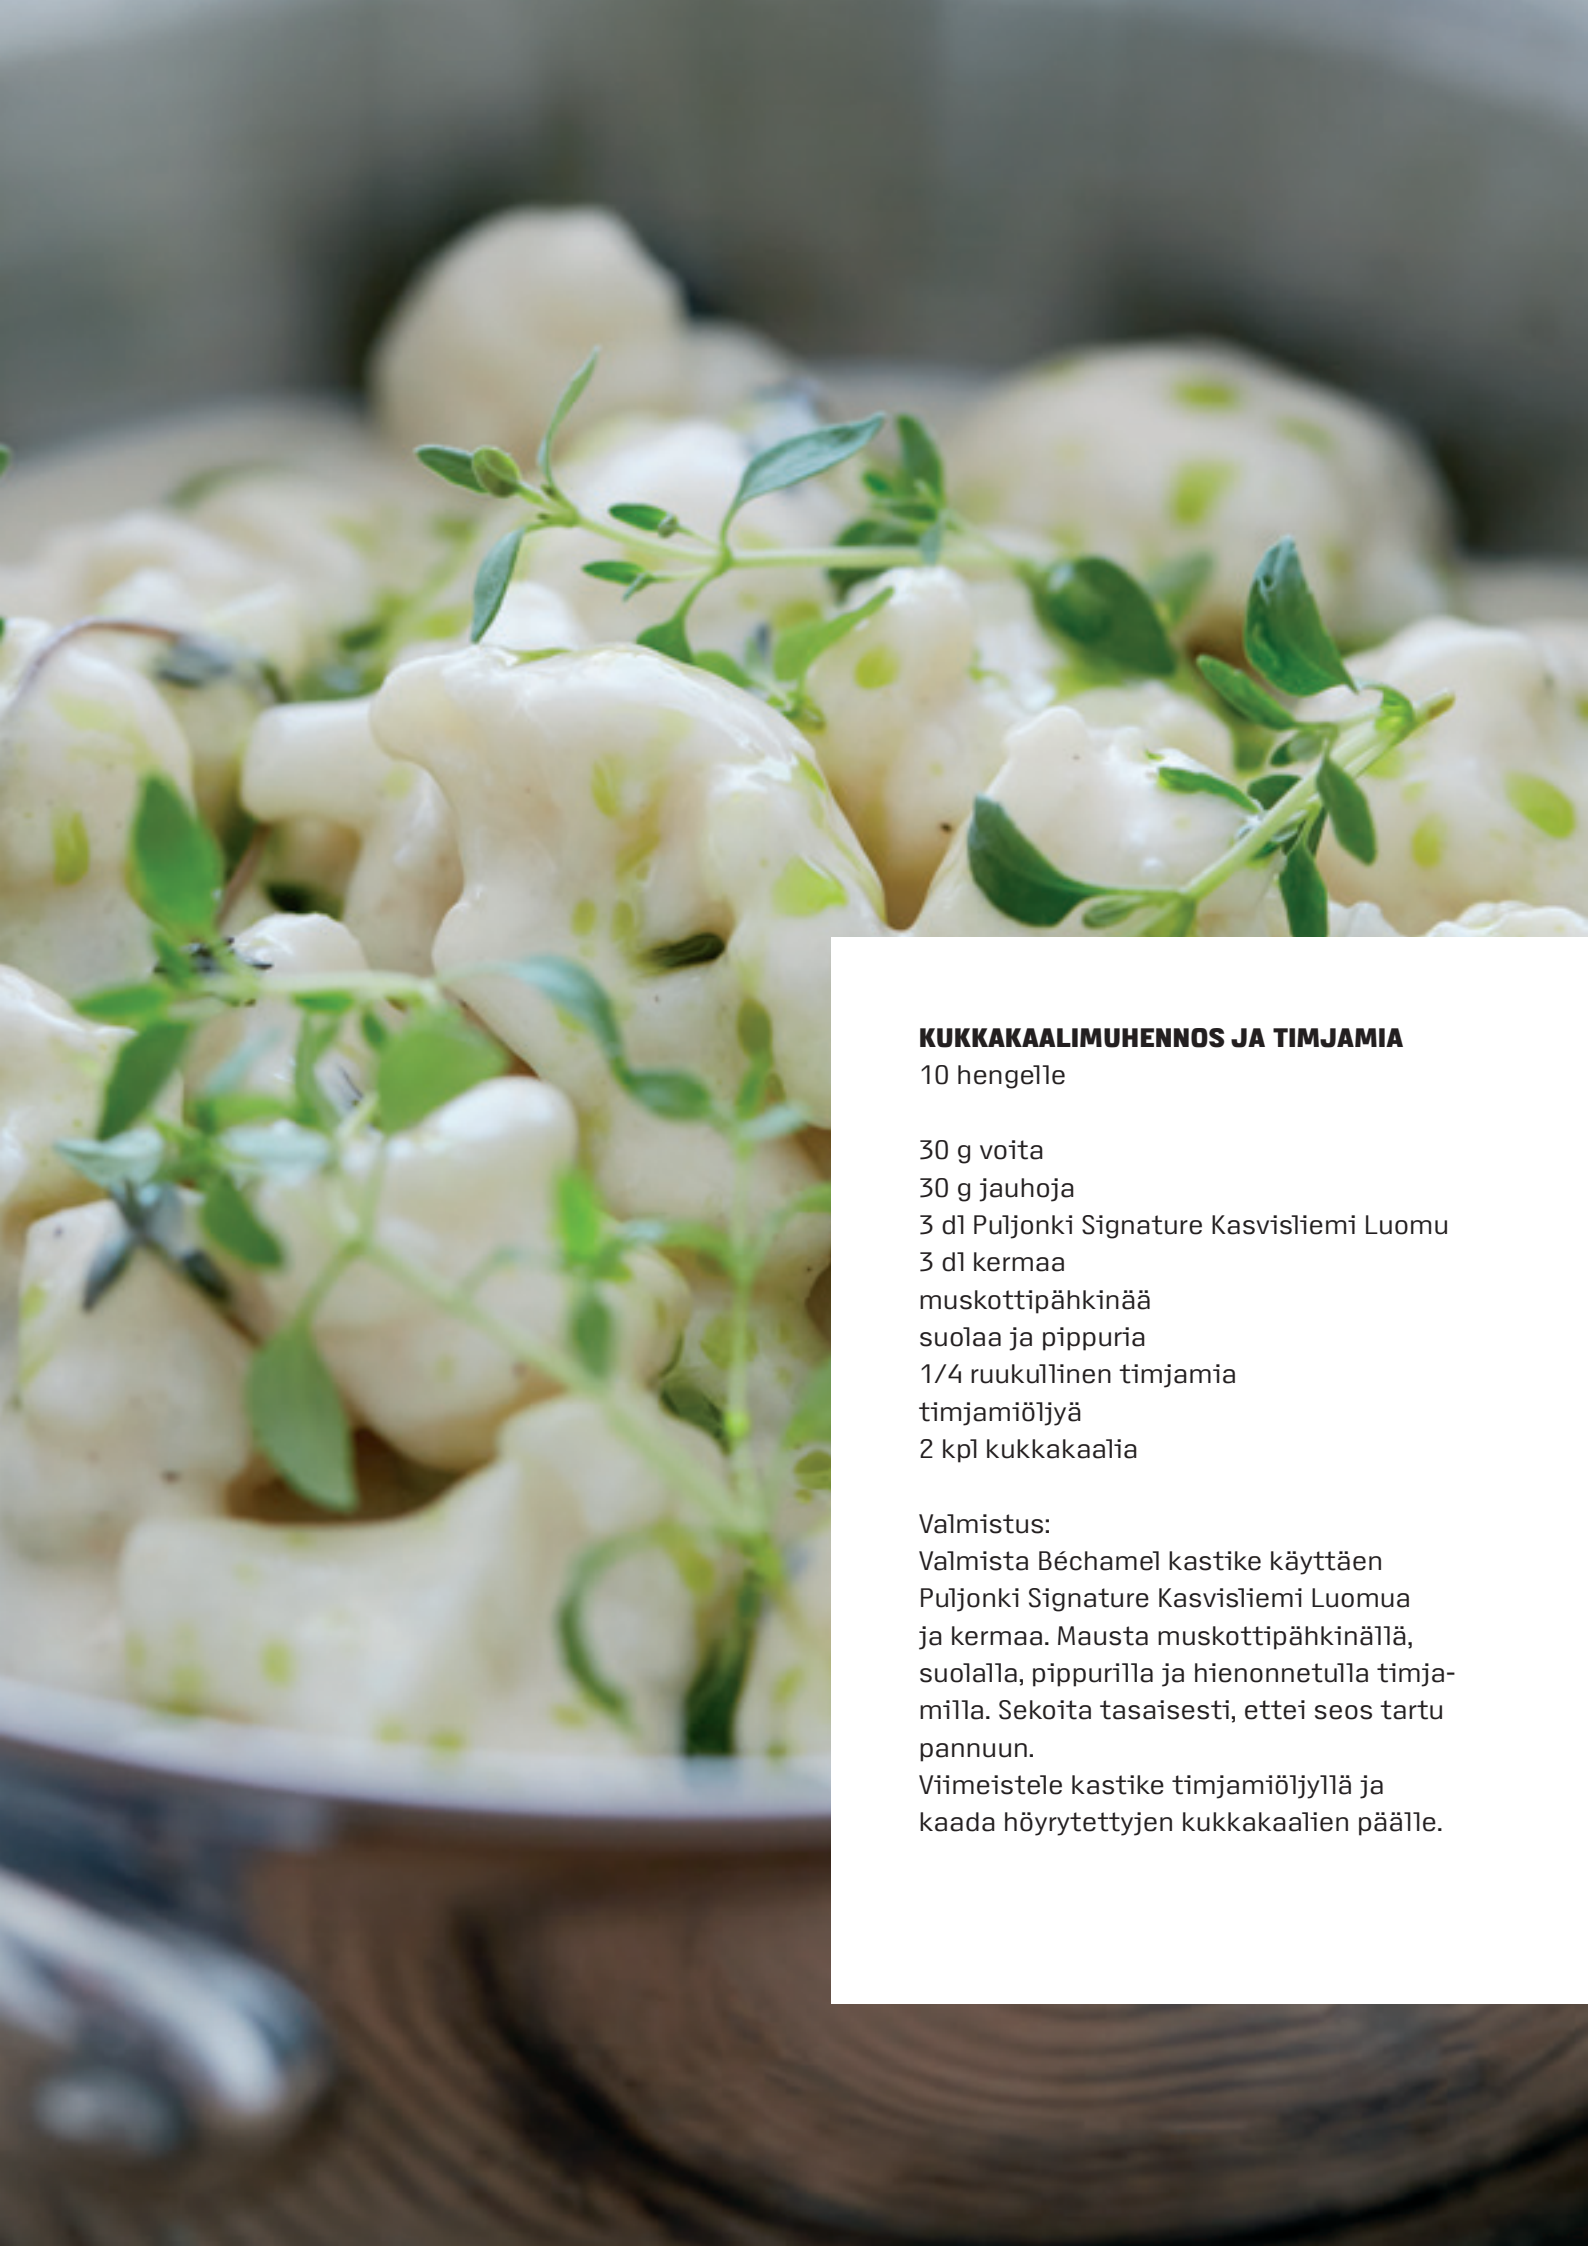 KUKKAKAALIMUHENNOS JA TIMJAMIA
10 hengelle
30 g voita
30 g jauhoja
3 dl Puljonki Signature Kasvisliemi Luomu
3 dl kermaa
muskottipähkinää
suolaa ja pippuria
1/4 ruukullinen timjamia
timjamiöljyä
2 kpl kukkakaalia
Valmistus:
Valmista Béchamel kastike käyttäen
Puljonki Signature Kasvisliemi Luomua
ja kermaa. Mausta muskottipähkinällä,
suolalla, pippurilla ja hienonnetulla timja-
milla. Sekoita tasaisesti, ettei seos tartu
pannuun.
Viimeistele kastike timjamiöljyllä ja
kaada höyrytettyjen kukkakaalien päälle.